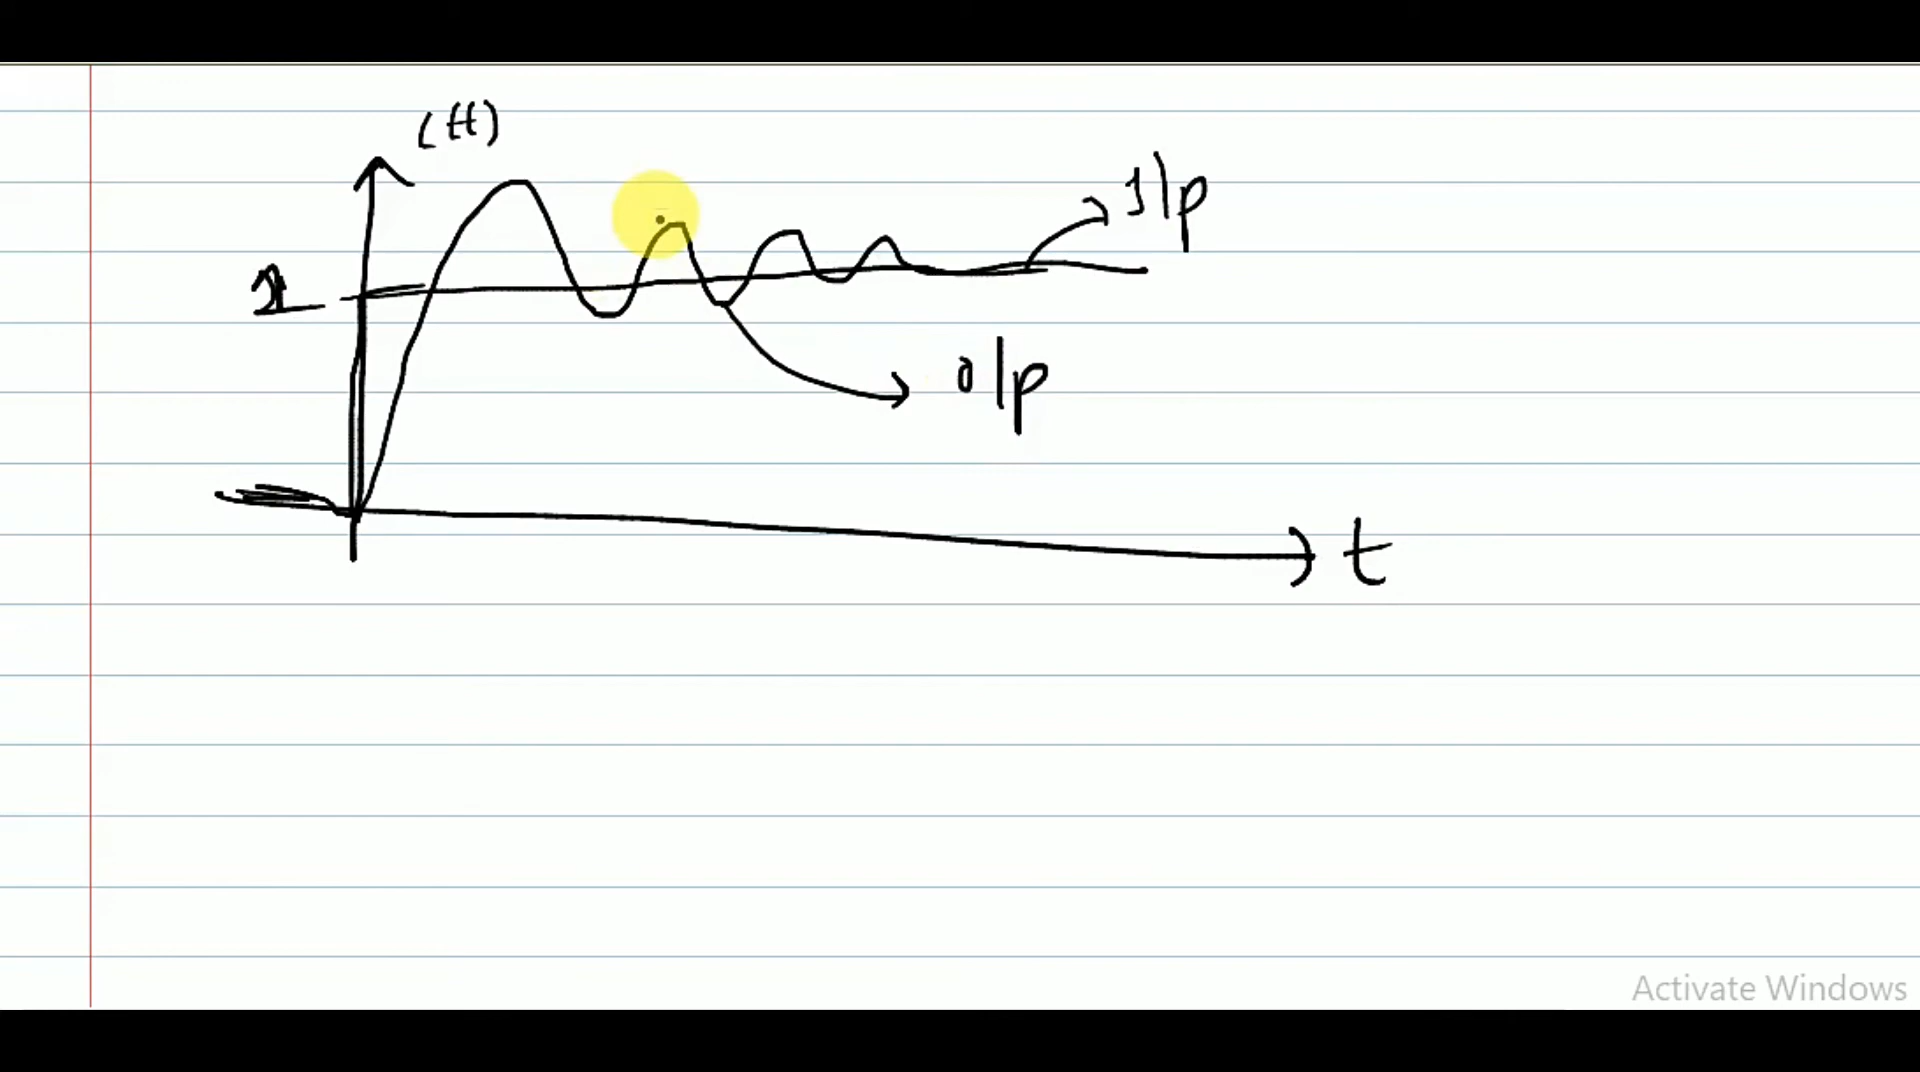 c(t)
1
I/p
o/p
t
Activate Windows